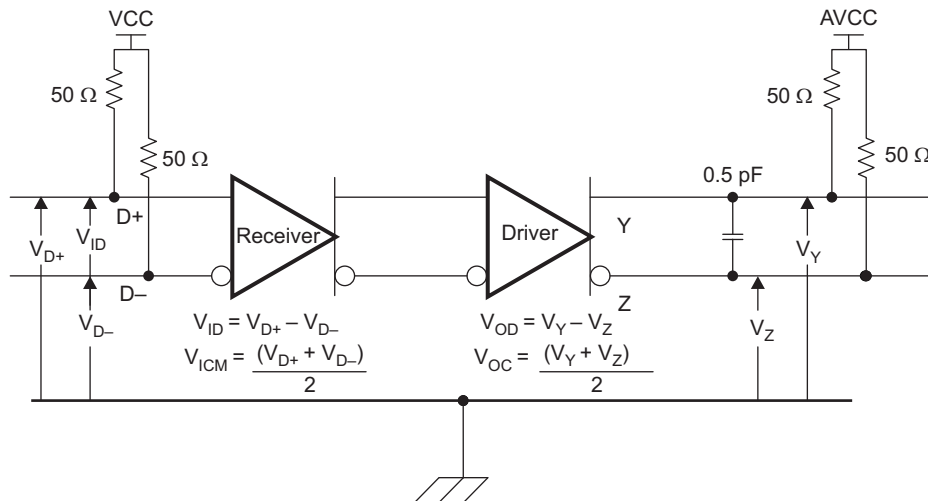 VCC
AVCC
50 Ω
50 Ω
50 Ω
50 Ω
0.5 pF
D+
V_ID
V_D+
D–
V_D–
Receiver
Driver
Y
Z
V_Y
V_Z
V_ID = V_D+ – V_D–
V_ICM = (V_D+ + V_D–)
2
V_OD = V_Y – V_Z
V_OC = (V_Y + V_Z)
2